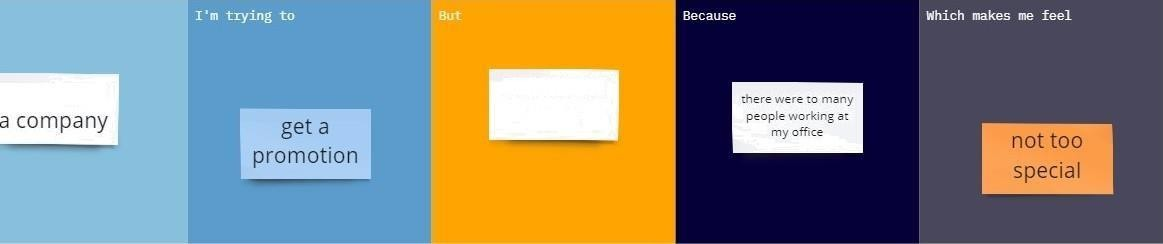 I'm trying to
But
Because
Which makes me feel
a company
get a
promotion
there were to many
people working at
my office
not too
special